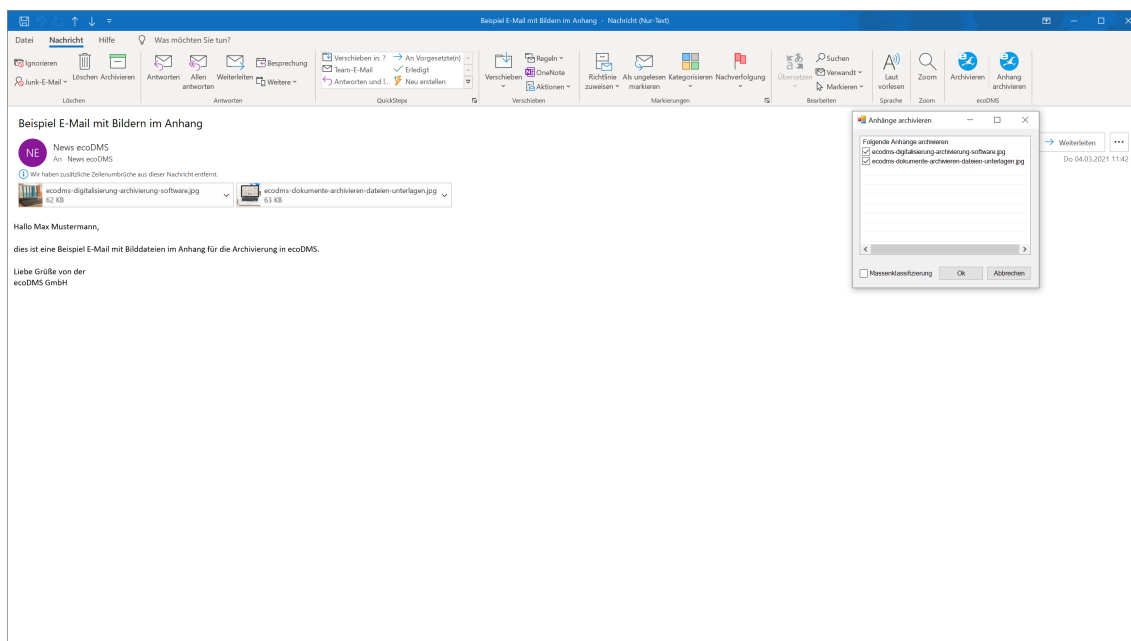 Beispiel E-Mail mit Bildern im Anhang - Nachricht (Nur-Text)
Datei Nachricht Hilfe Was möchten Sie tun?
Ignorieren
Junk-E-Mail
Löschen Archivieren
Löschen
Antworten Allen antworten Weiterleiten
Besprechung
Weitere
Antworten
Verschieben in: ? An Vorgesetzte(n)
Team-E-Mail Erledigt
Antworten und l... Neu erstellen
QuickSteps
Verschieben
Regeln
OneNote
Aktionen
Verschieben
Richtlinie zuweisen Als ungelesen markieren Kategorisieren Nachverfolgung
Markierungen
Übersetzen
Suchen
Verwandt
Markieren
Bearbeiten
Laut vorlesen
Sprache
Zoom
Zoom
Archivieren Anhang archivieren
ecoDMS
Beispiel E-Mail mit Bildern im Anhang
NE
News ecoDMS
An News ecoDMS
Wir haben zusätzliche Zeilenumbrüche aus dieser Nachricht entfernt.
ecodms-digitalisierung-archivierung-software.jpg
62 KB
ecodms-dokumente-archivieren-dateien-unterlagen.jpg
63 KB
Weiterleiten
Do 04.03.2021 11:42
Hallo Max Mustermann,
dies ist eine Beispiel E-Mail mit Bilddateien im Anhang für die Archivierung in ecoDMS.
Liebe Grüße von der
ecoDMS GmbH
Anhänge archivieren
Folgende Anhänge archivieren
ecodms-digitalisierung-archivierung-software.jpg
ecodms-dokumente-archivieren-dateien-unterlagen.jpg
Massenklassifizierung Ok Abbrechen